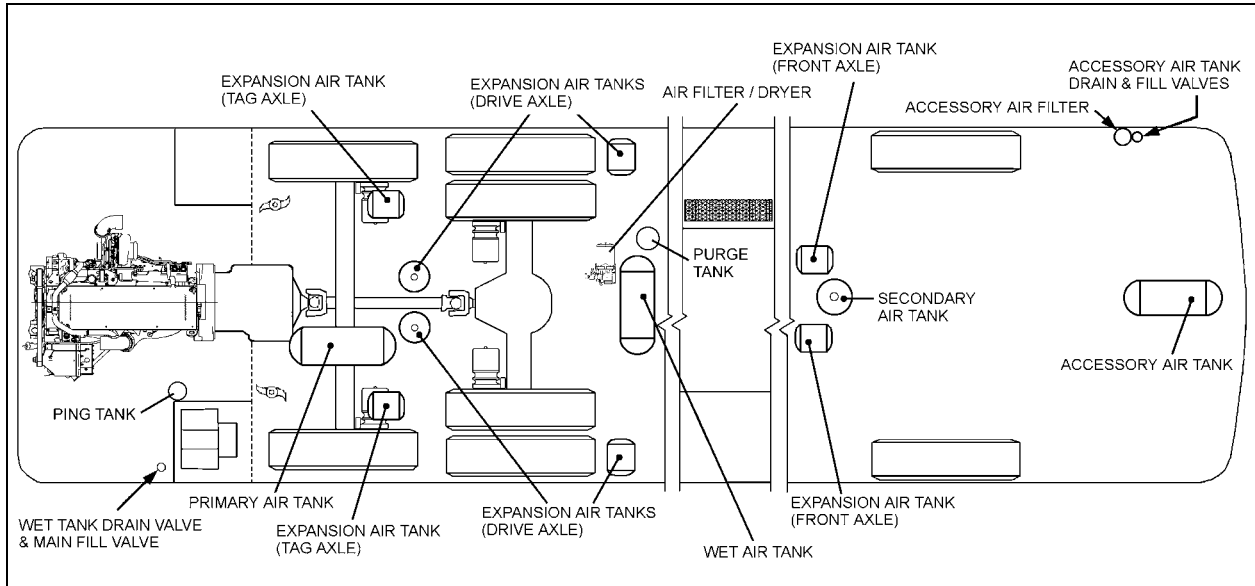 EXPANSION AIR TANK
(FRONT AXLE)
ACCESSORY AIR TANK
DRAIN & FILL VALVES
EXPANSION AIR TANK
(TAG AXLE)
EXPANSION AIR TANKS
(DRIVE AXLE)
AIR FILTER / DRYER
ACCESSORY AIR FILTER
PURGE
TANK
SECONDARY
AIR TANK
ACCESSORY AIR TANK
PING TANK
PRIMARY AIR TANK
WET TANK DRAIN VALVE
& MAIN FILL VALVE
EXPANSION AIR TANK
(TAG AXLE)
EXPANSION AIR TANKS
(DRIVE AXLE)
WET AIR TANK
EXPANSION AIR TANK
(FRONT AXLE)